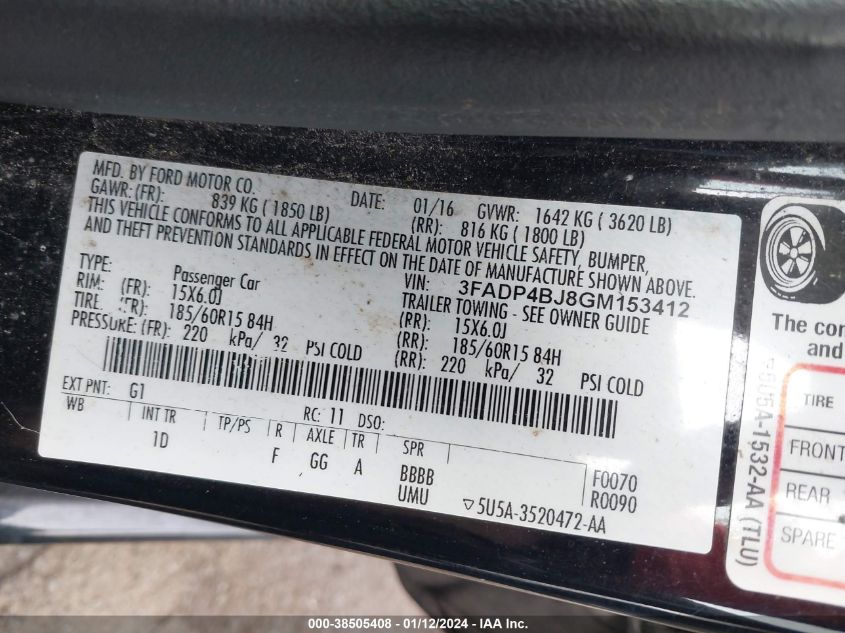 MFD. BY FORD MOTOR CO.
DATE: 01/16 GVWR: 1642 KG ( 3620 LB)
GAWR:(FR): 839 KG ( 1850 LB) (RR): 816 KG ( 1800 LB)
THIS VEHICLE CONFORMS TO ALL APPLICABLE FEDERAL MOTOR VEHICLE SAFETY, BUMPER,
AND THEFT PREVENTION STANDARDS IN EFFECT ON THE DATE OF MANUFACTURE SHOWN ABOVE.
VIN: 3FADP4BJ8GM153412
TYPE: Passenger Car TRAILER TOWING - SEE OWNER GUIDE
RIM: (FR): 15X6.0J (RR): 15X6.0J
TIRE: (FR): 185/60R15 84H (RR): 185/60R15 84H
PRESSURE: (FR): 220 kPa/ 32 PSI COLD (RR): 220 kPa/ 32 PSI COLD
EXT PNT: G1 RC: 11 DSO:
WB INT TR TP/PS R AXLE TR SPR
1D F GG A BBBB F0070
UMU R0090
▽5U5A-3520472-AA
The con
and
TIRE
FRONT
REAR
SPARE
5U5A-1532-AA (TLU)
000-38505408 - 01/12/2024 - IAA Inc.